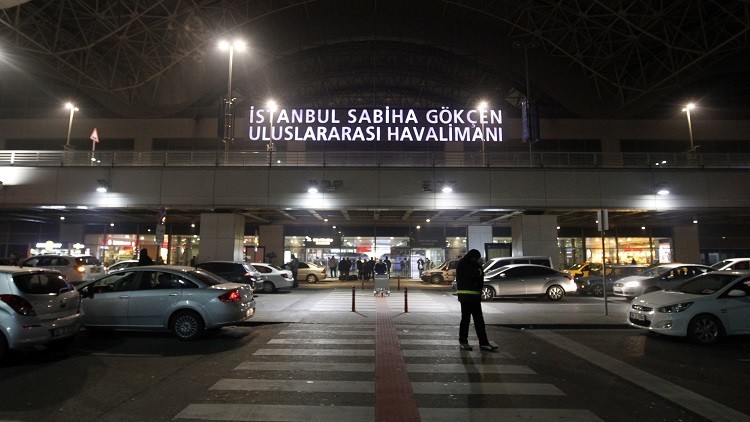 İSTANBUL SABİHA GÖKÇEN
ULUSLARARASI HAVALİMANI